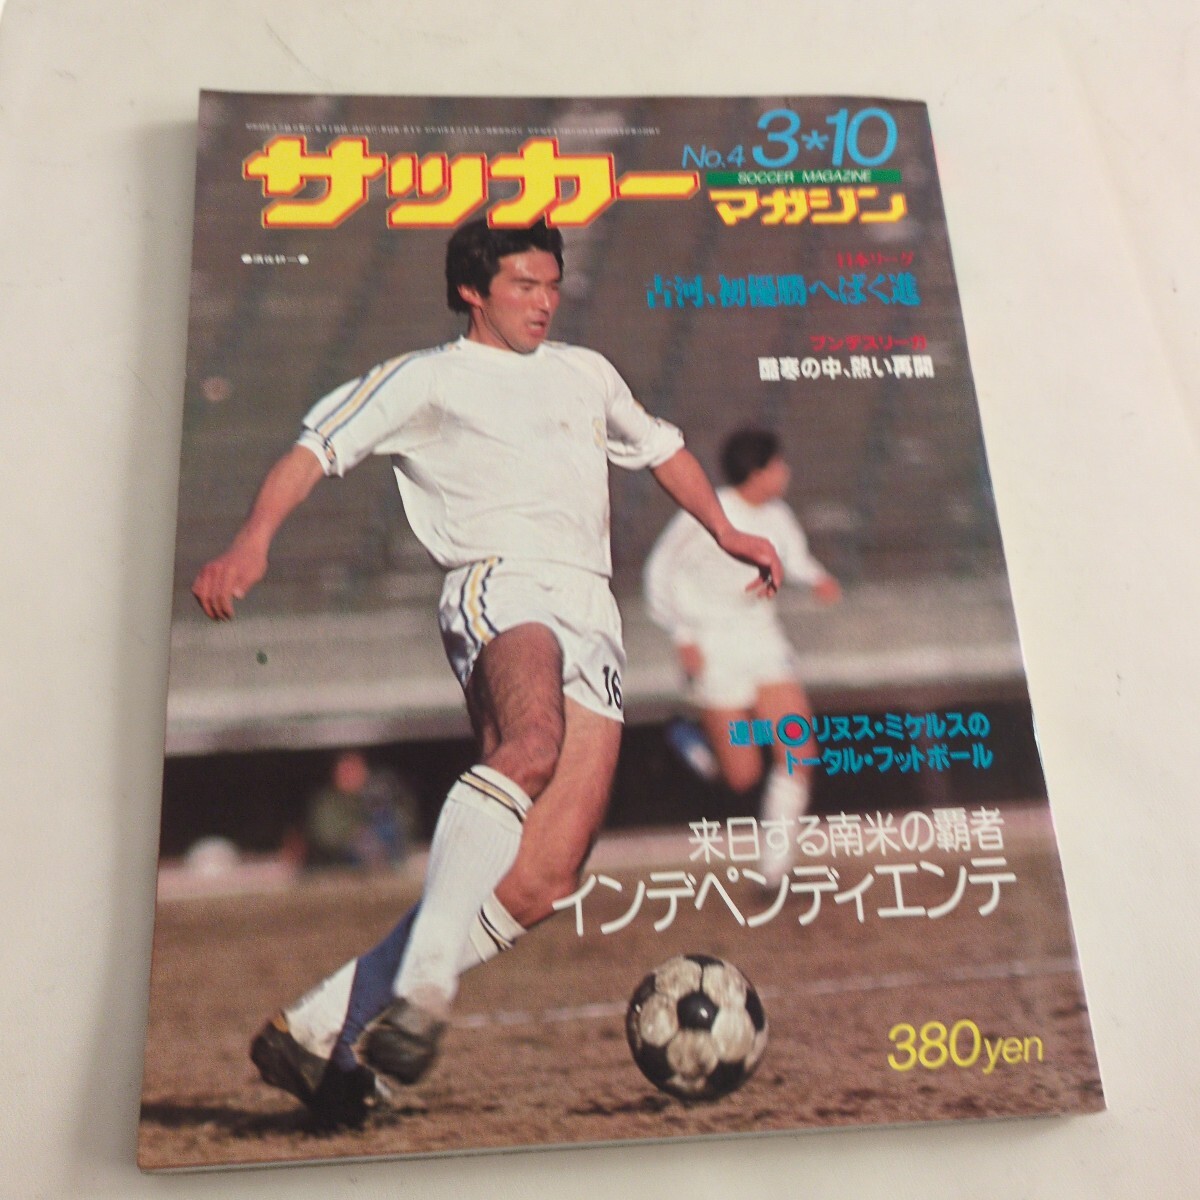 サッカー
No.4 3*10
SOCCER MAGAZINE
マガジン
日本リーグ
古河、初優勝へばく進
ブンデスリーガ
酷寒の中、熱い再開
16
連載◉リヌス・ミケルスの
トータル・フットボール
来日する南米の覇者
インデペンディエンテ
380yen